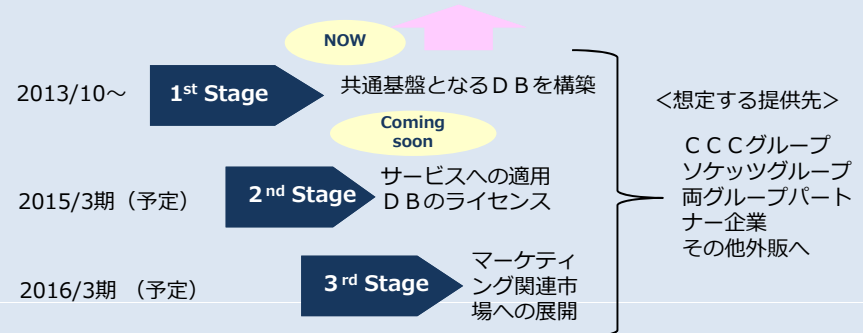 NOW
2013/10～
1st Stage
共通基盤となるＤＢを構築
＜想定する提供先＞
Coming
soon
ＣＣＣグループ
ソケッツグループ
両グループパート
ナー企業
その他外販へ
2015/3期（予定）
2nd Stage
サービスへの適用
ＤＢのライセンス
2016/3期 （予定）
3rd Stage
マーケティ
ング関連市
場への展開